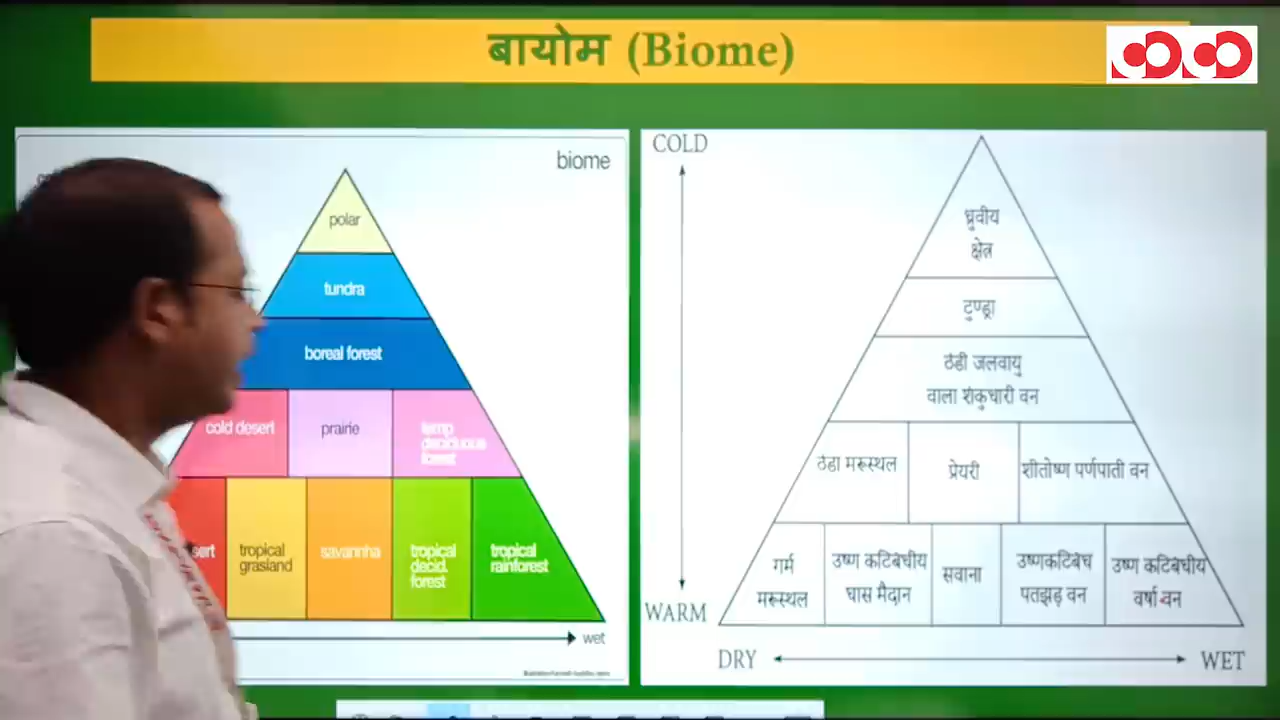 बायोम (Biome)
biome
polar
tundra
boreal forest
cold desert
prairie
temp
deciduous
forest
tropical
grasland
savannha
tropical
decid.
forest
tropical
rainforest
wet
COLD
ध्रुवीय
क्षेत्र
टुण्ड्रा
ठंडी जलवायु
वाला शंकुधारी वन
ठंडा मरूस्थल
प्रेयरी
शीतोष्ण पर्णपाती वन
गर्म
मरूस्थल
उष्ण कटिबंधीय
घास मैदान
सवाना
उष्णकटिबंध
पतझड़ वन
उष्ण कटिबंधीय
वर्षा वन
WARM
DRY
WET